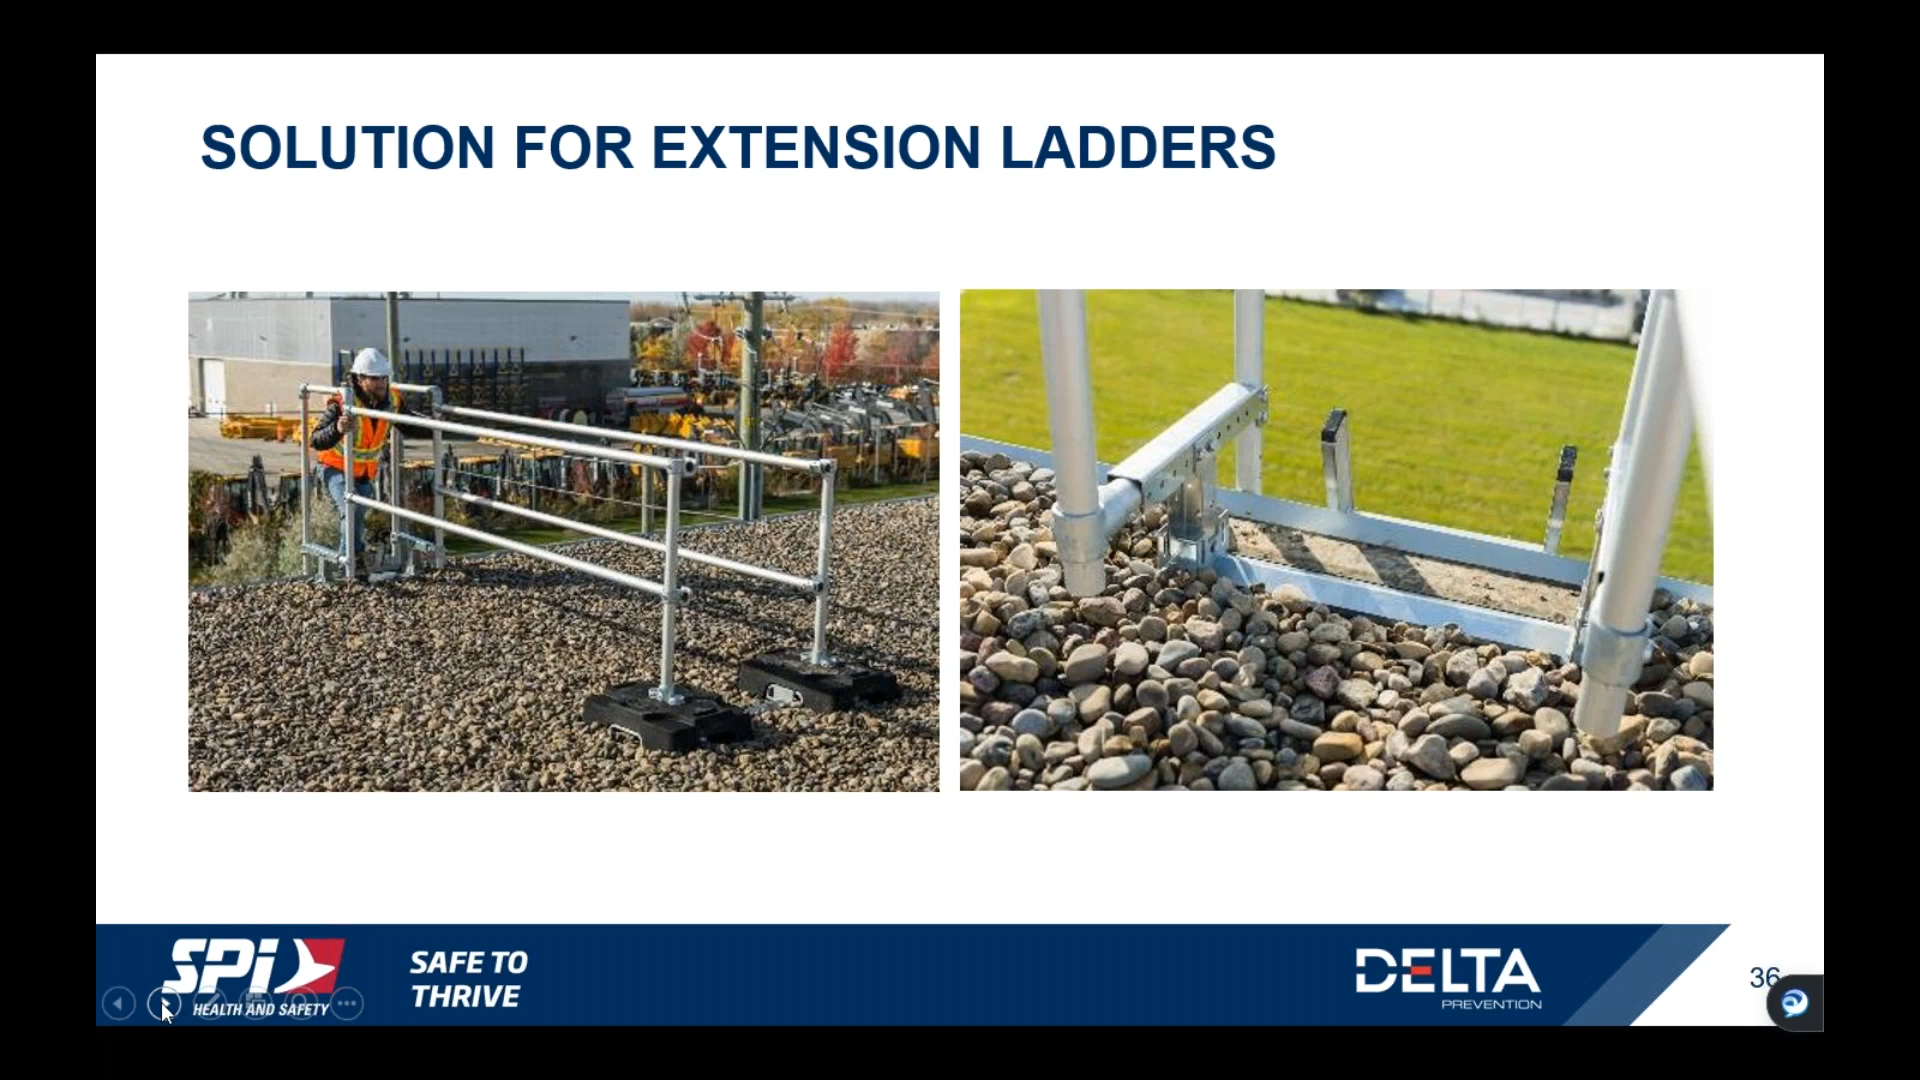 SOLUTION FOR EXTENSION LADDERS
SPI
HEALTH AND SAFETY
SAFE TO
THRIVE
DELTA
PREVENTION
36